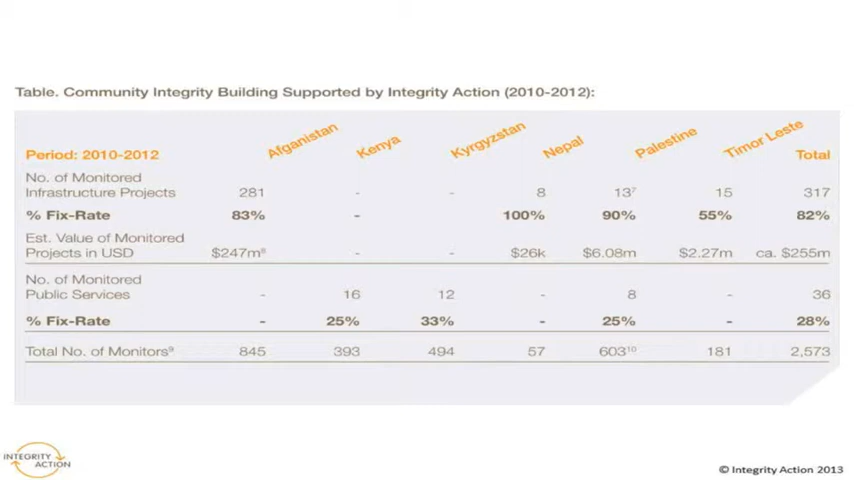 Table. Community Integrity Building Supported by Integrity Action (2010-2012):
Period: 2010-2012 Afganistan Kenya Kyrgyzstan Nepal Palestine Timor Leste Total
No. of Monitored
Infrastructure Projects 281 - - 8 13⁷ 15 317
% Fix-Rate 83% - 100% 90% 55% 82%
Est. Value of Monitored
Projects in USD $247m⁸ - - $26k $6.08m $2.27m ca. $255m
No. of Monitored
Public Services - 16 12 - 8 - 36
% Fix-Rate - 25% 33% - 25% - 28%
Total No. of Monitors⁹ 845 393 494 57 603¹⁰ 181 2,573
INTEGRITY
ACTION
© Integrity Action 2013